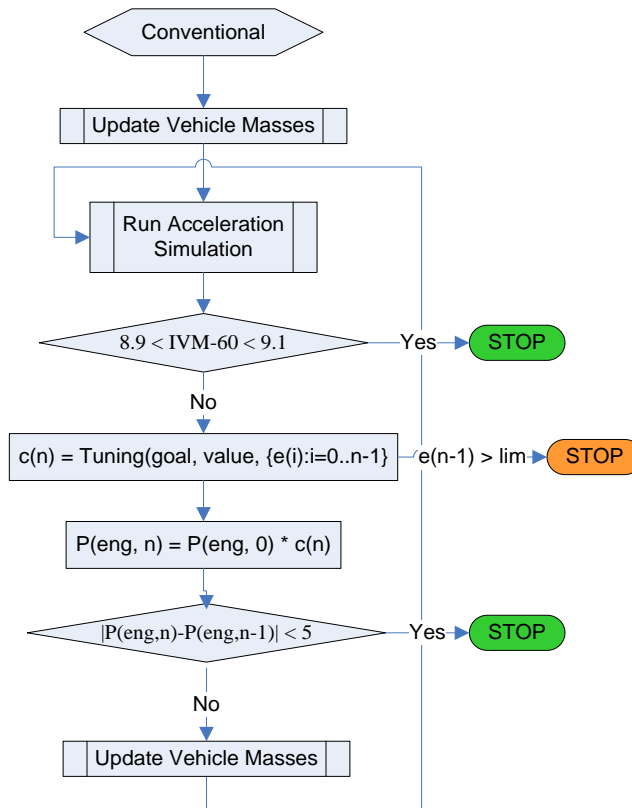 Conventional
Update Vehicle Masses
Run Acceleration
Simulation
8.9 < IVM-60 < 9.1
Yes
STOP
No
c(n) = Tuning(goal, value, {e(i):i=0..n-1}
e(n-1) > lim
STOP
P(eng, n) = P(eng, 0) * c(n)
|P(eng,n)-P(eng,n-1)| < 5
Yes
STOP
No
Update Vehicle Masses